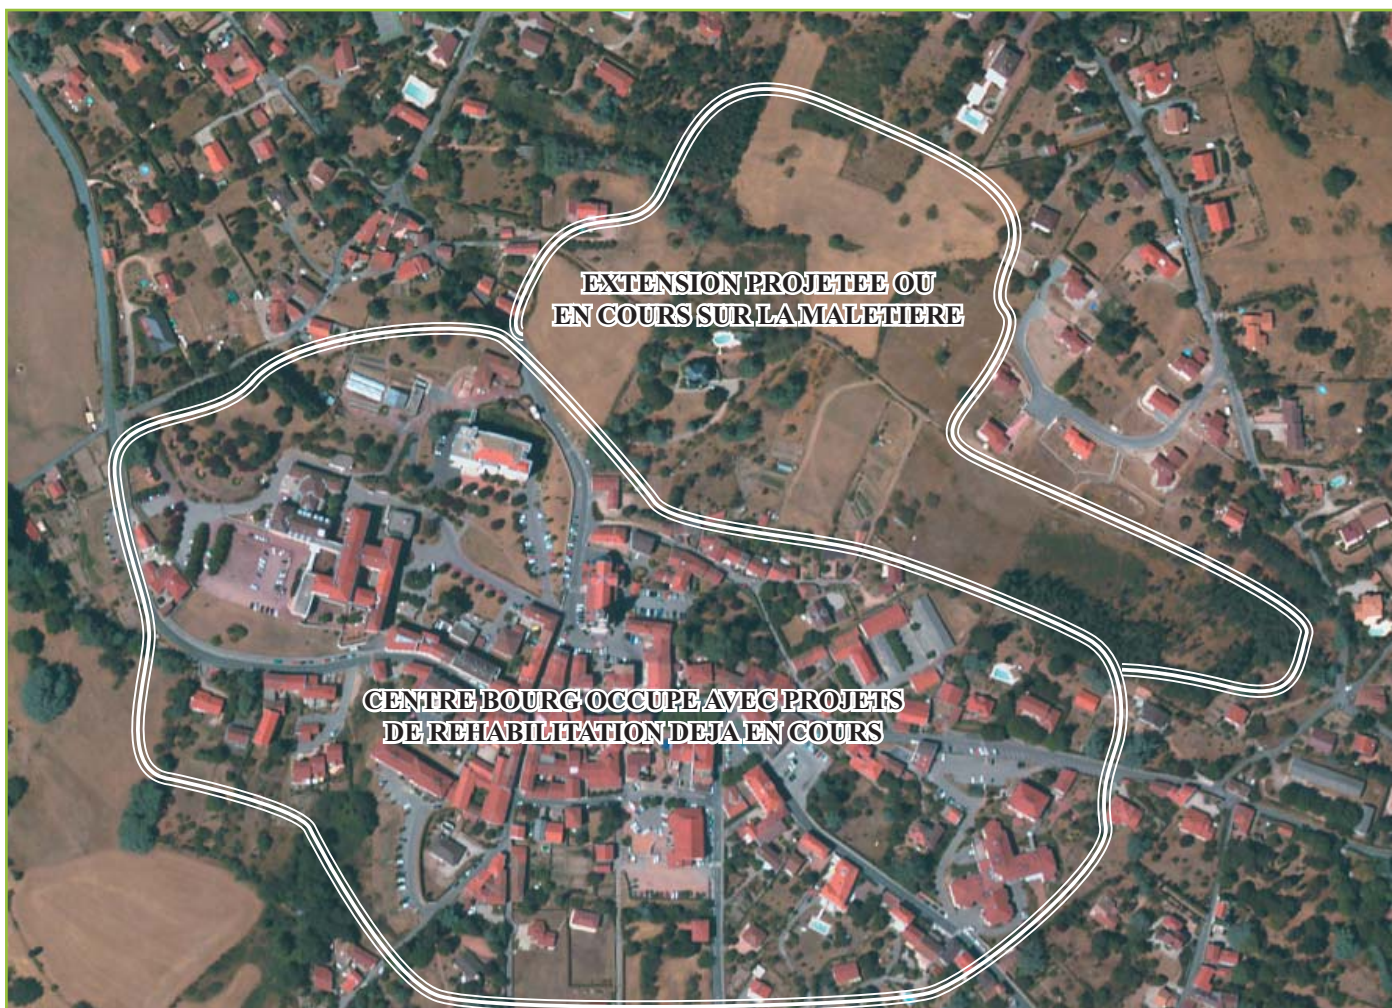 EXTENSION PROJETEE OU
EN COURS SUR LA MALETIERE
CENTRE BOURG OCCUPE AVEC PROJETS
DE REHABILITATION DEJA EN COURS